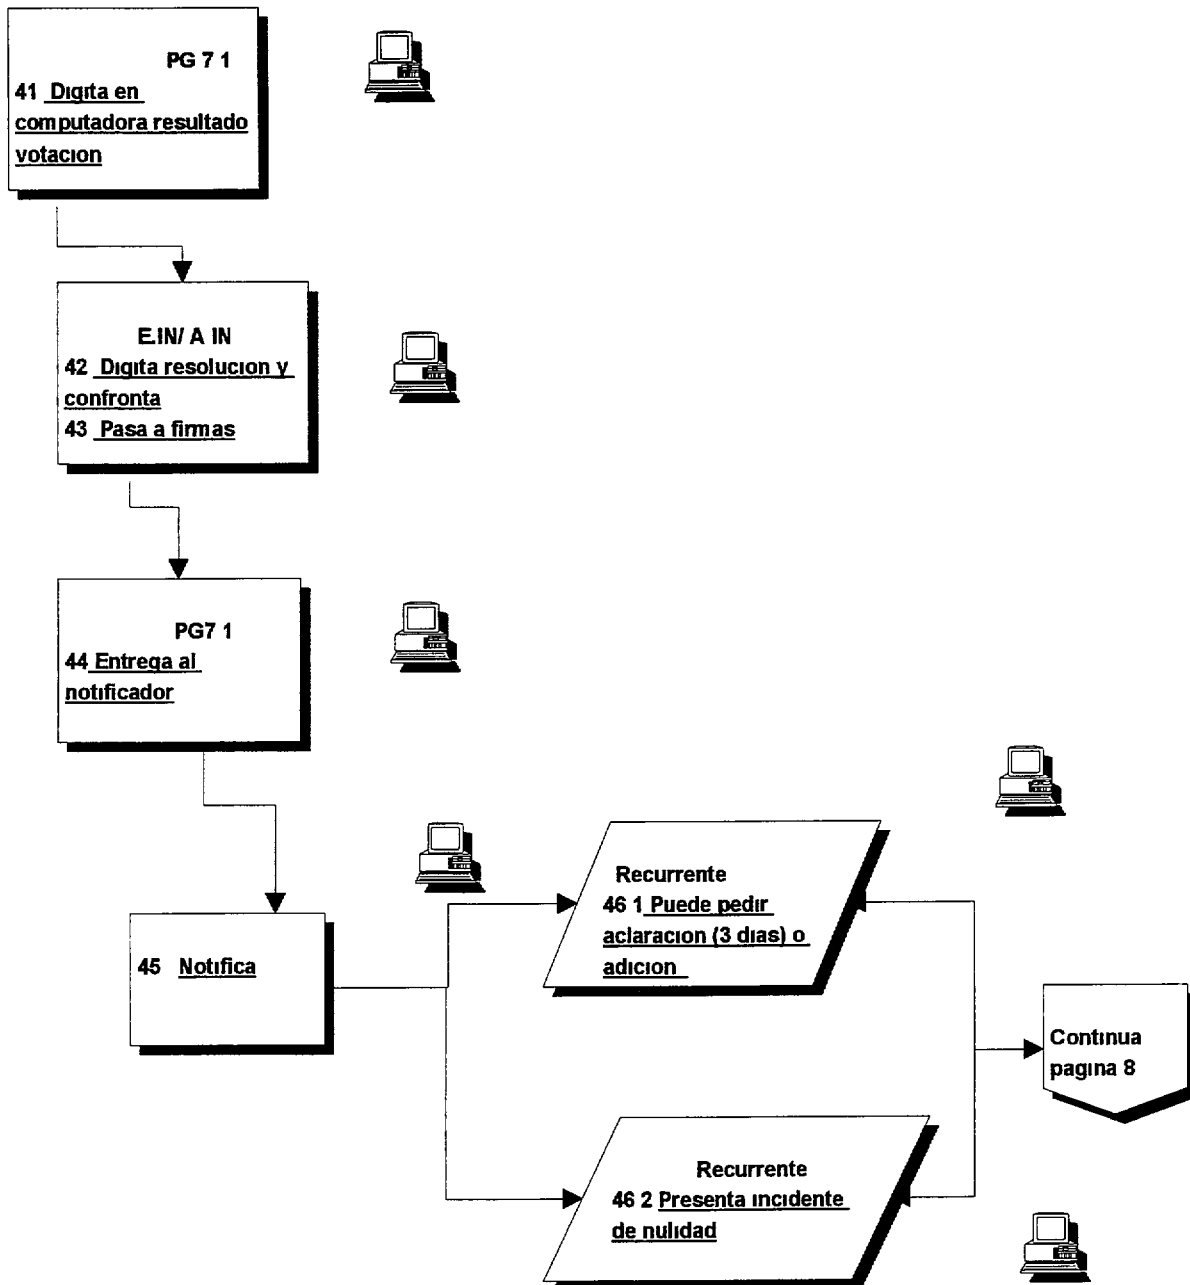 PG 7 1
41 Digita en
computadora resultado
votacion
E.IN/ A IN
42 Digita resolucion y
confronta
43 Pasa a firmas
PG7 1
44 Entrega al
notificador
45 Notifica
Recurrente
46 1 Puede pedir
aclaracion (3 dias) o
adicion
Recurrente
46 2 Presenta incidente
de nulidad
Continua
pagina 8